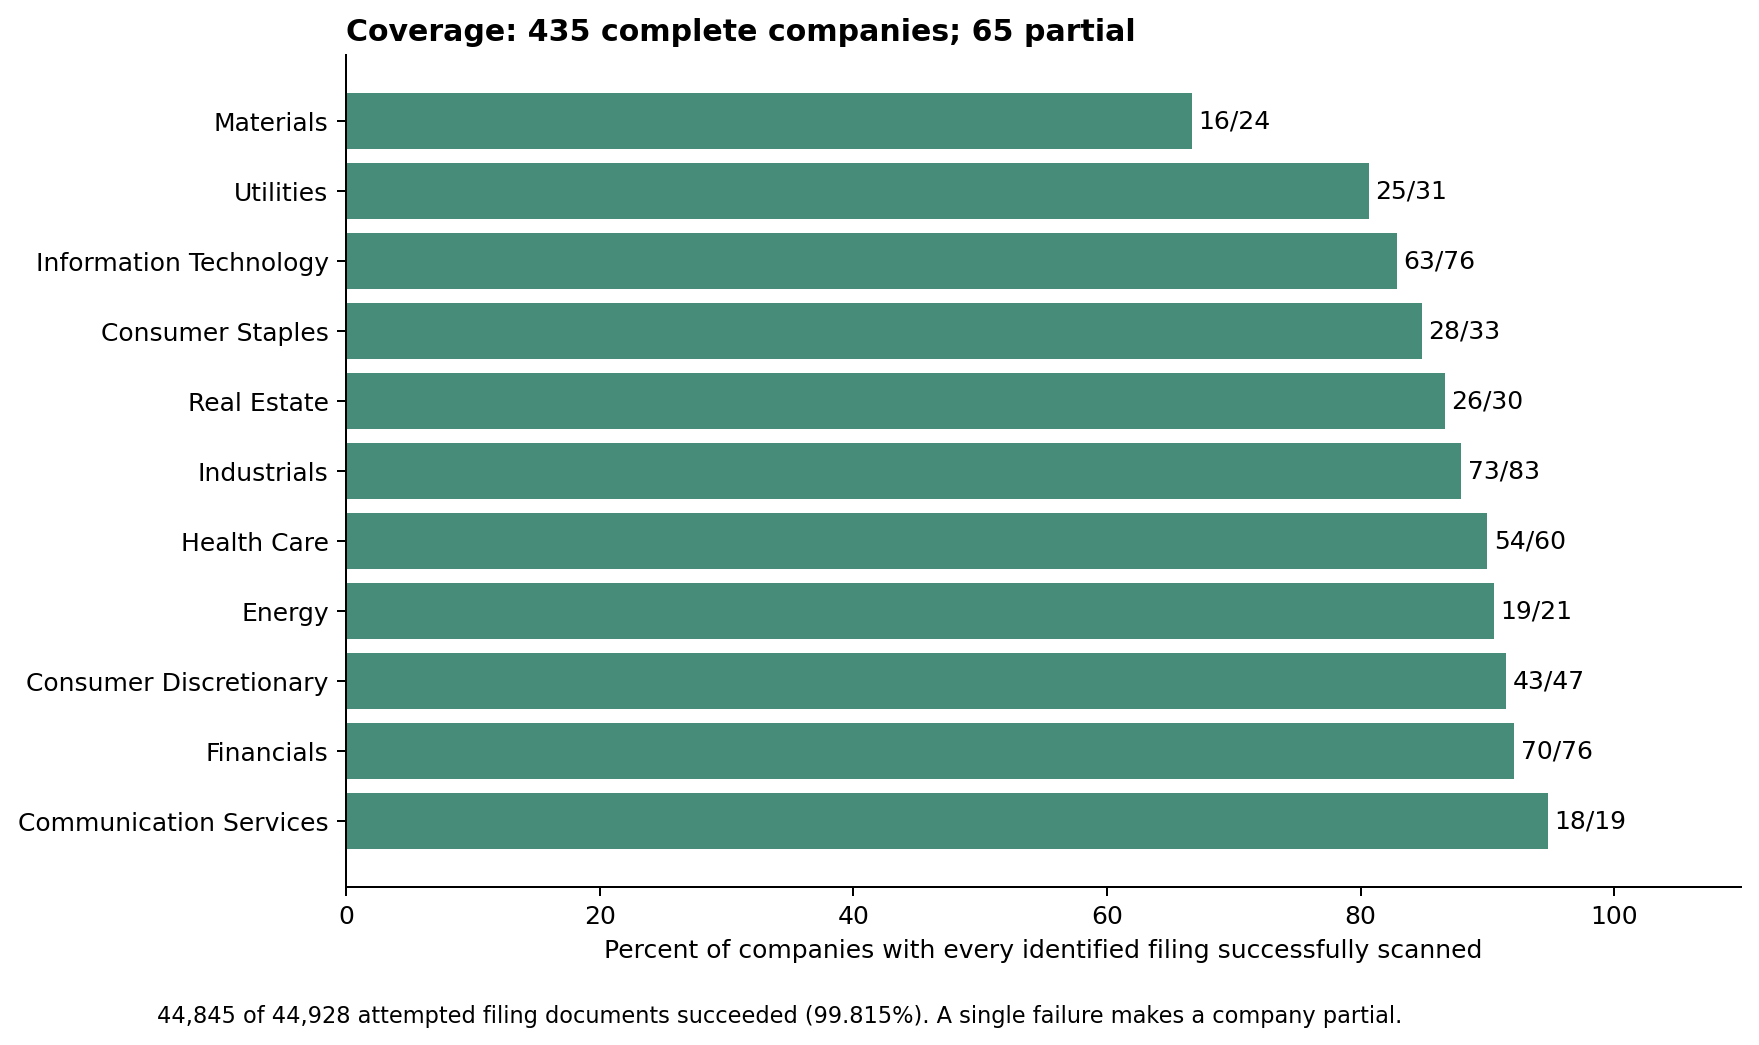 Coverage: 435 complete companies; 65 partial
Materials 16/24
Utilities 25/31
Information Technology 63/76
Consumer Staples 28/33
Real Estate 26/30
Industrials 73/83
Health Care 54/60
Energy 19/21
Consumer Discretionary 43/47
Financials 70/76
Communication Services 18/19
0 20 40 60 80 100
Percent of companies with every identified filing successfully scanned
44,845 of 44,928 attempted filing documents succeeded (99.815%). A single failure makes a company partial.